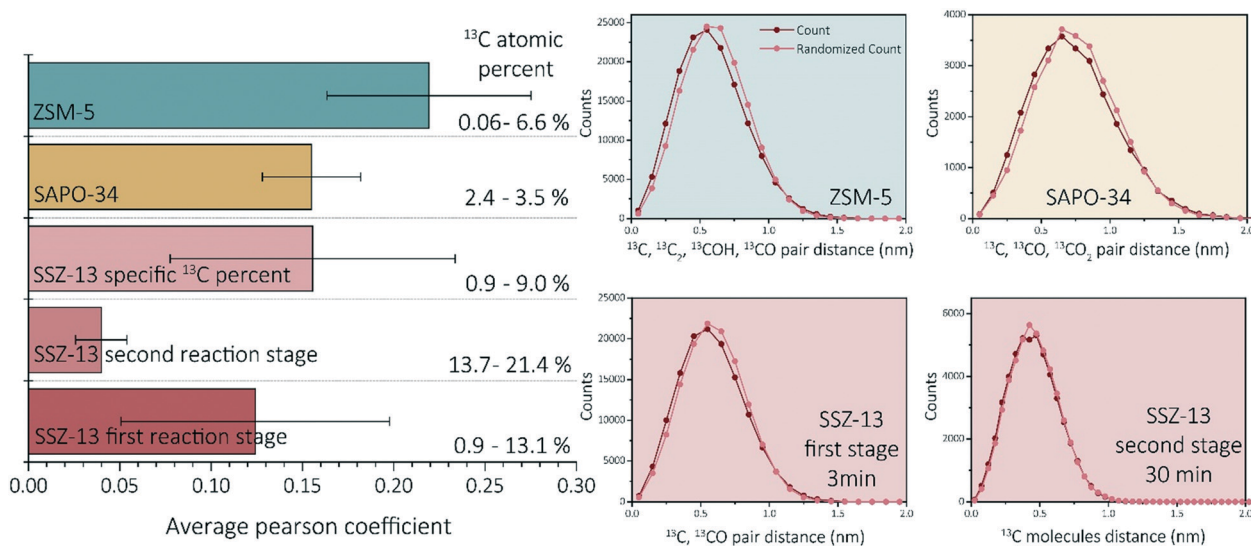 ¹³C atomic
percent
ZSM-5
0.06- 6.6 %
SAPO-34
2.4 - 3.5 %
SSZ-13 specific ¹³C percent
0.9 - 9.0 %
SSZ-13 second reaction stage
13.7- 21.4 %
SSZ-13 first reaction stage
0.9 - 13.1 %
0.00 0.05 0.10 0.15 0.20 0.25 0.30
Average pearson coefficient
25000
20000
15000
10000
5000
0
Counts
Count
Randomized Count
ZSM-5
0.0 0.5 1.0 1.5 2.0
¹³C, ¹³C₂, ¹³COH, ¹³CO pair distance (nm)
4000
3000
2000
1000
0
Counts
SAPO-34
0.0 0.5 1.0 1.5 2.0
¹³C, ¹³CO, ¹³CO₂ pair distance (nm)
25000
20000
15000
10000
5000
0
Counts
SSZ-13
first stage
3min
0.0 0.5 1.0 1.5 2.0
¹³C, ¹³CO pair distance (nm)
6000
4000
2000
0
Counts
SSZ-13
second stage
30 min
0.0 0.5 1.0 1.5 2.0
¹³C molecules distance (nm)